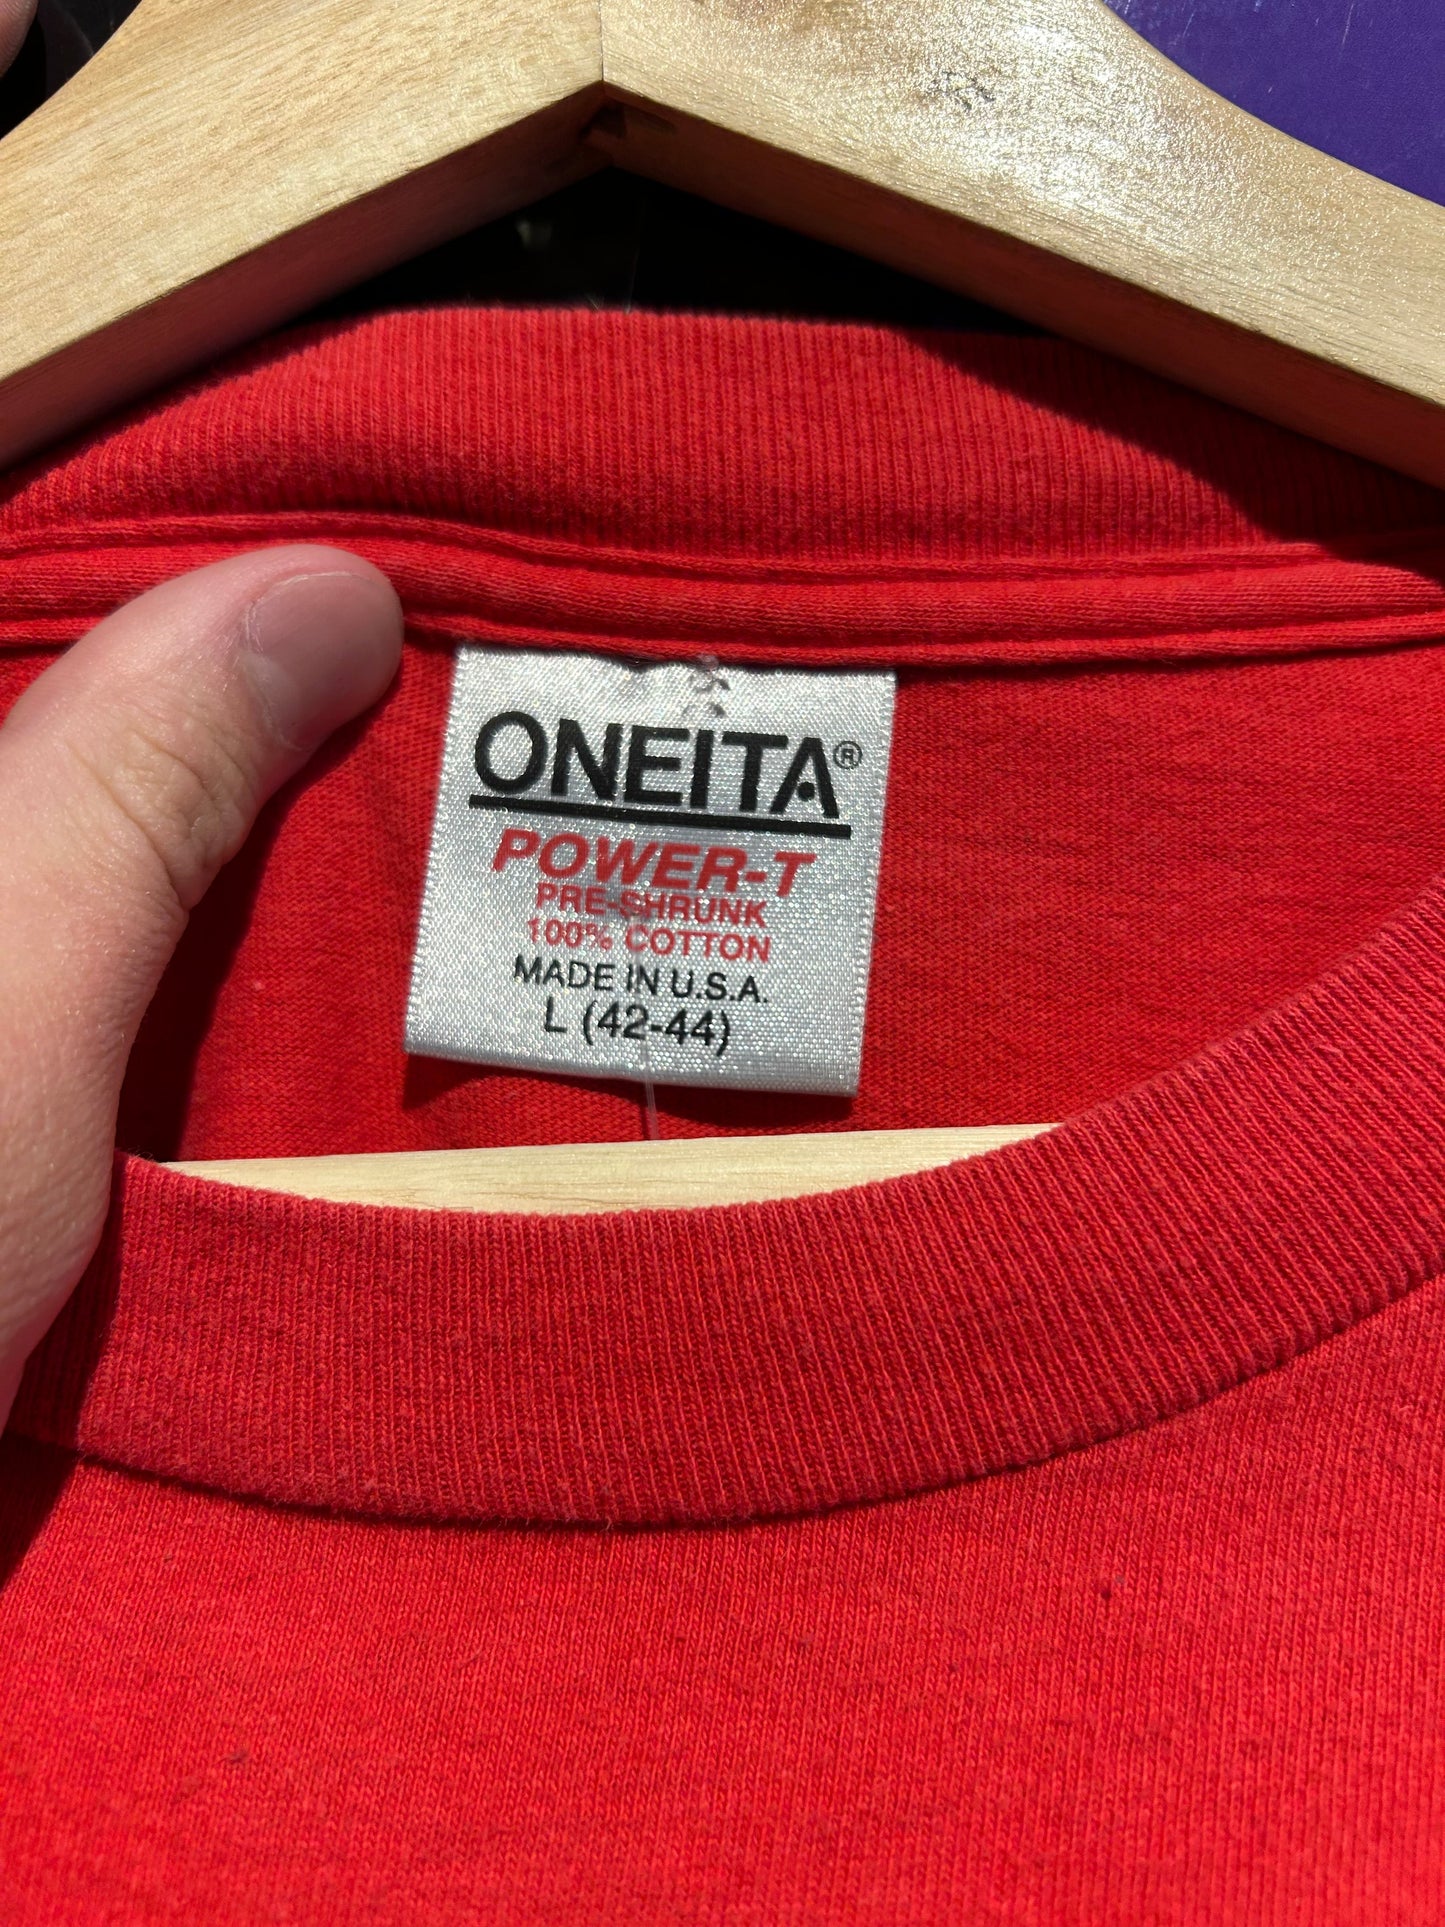 ONEITA®
POWER-T
PRE-SHRUNK
100% COTTON
MADE IN U.S.A.
L (42-44)